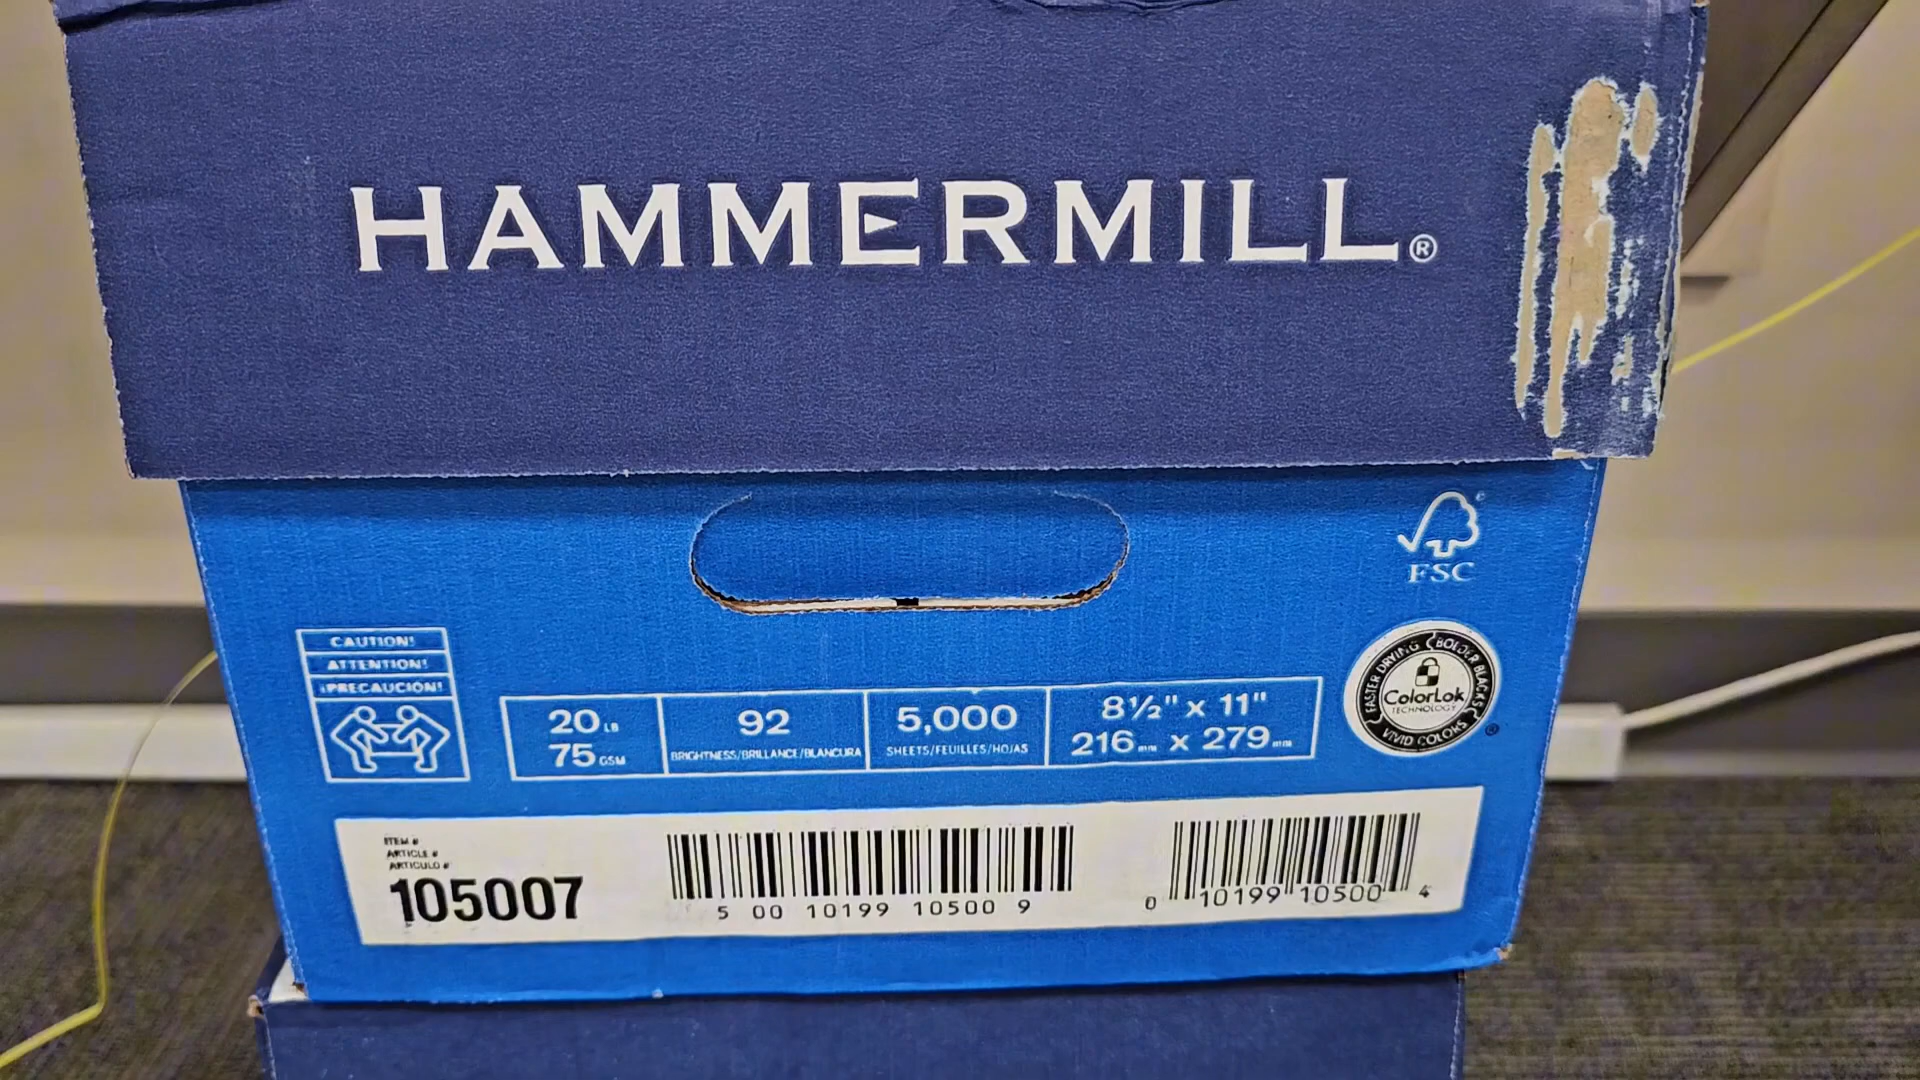 HAMMERMILL®
FSC
CAUTION!
ATTENTION!
¡PRECAUCIÓN!
20 LB
75 GSM
92
BRIGHTNESS/BRILLANCE/BLANCURA
5,000
SHEETS/FEUILLES/HOJAS
8½" x 11"
216 mm x 279 mm
FASTER DRYING BOLDER BLACKS
ColorLok
TECHNOLOGY
VIVID COLORS
ITEM #
ARTICLE #
ARTICULO #
105007
5 00 10199 10500 9
0 10199 10500 4